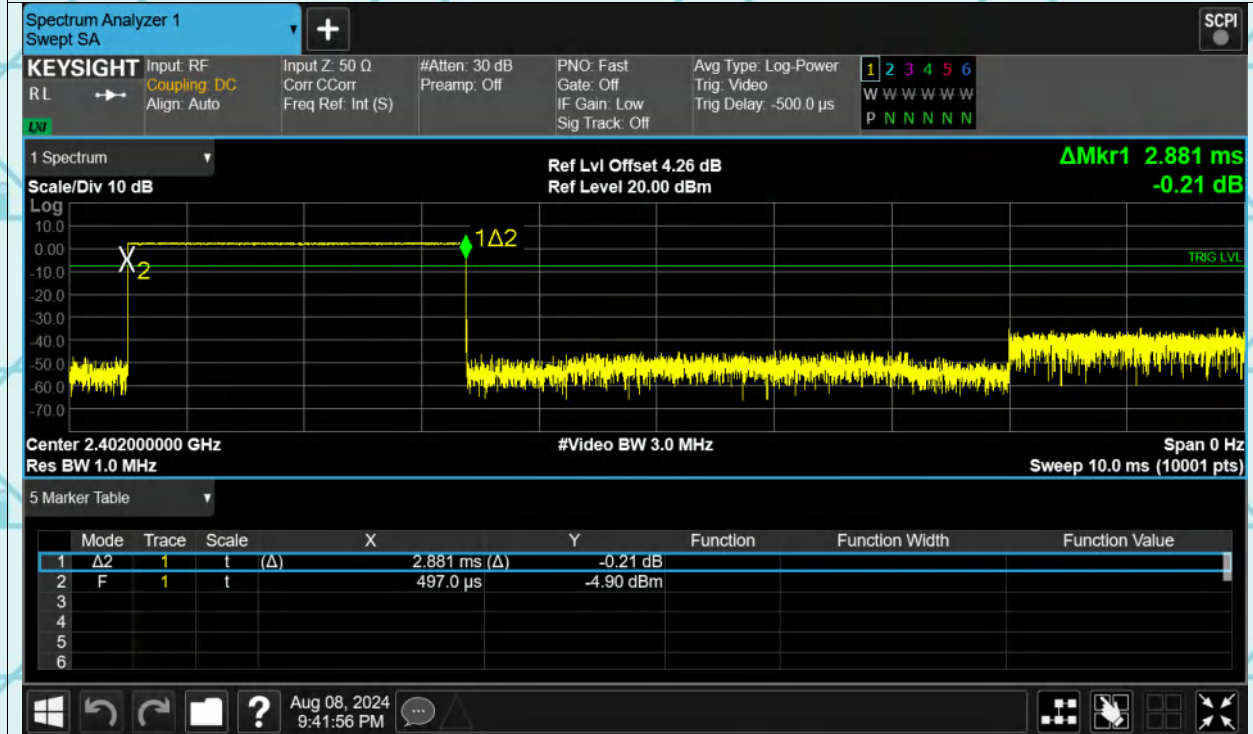 Spectrum Analyzer 1
Swept SA
+
SCPI
KEYSIGHT
RL
LXI
Input: RF
Coupling: DC
Align: Auto
Input Z: 50 Ω
Corr CCorr
Freq Ref: Int (S)
#Atten: 30 dB
Preamp: Off
PNO: Fast
Gate: Off
IF Gain: Low
Sig Track: Off
Avg Type: Log-Power
Trig: Video
Trig Delay: -500.0 µs
1 2 3 4 5 6
W W W W W W
P N N N N N
1 Spectrum
Scale/Div 10 dB
Ref Lvl Offset 4.26 dB
Ref Level 20.00 dBm
ΔMkr1 2.881 ms
-0.21 dB
Log
10.0
0.00
-10.0
-20.0
-30.0
-40.0
-50.0
-60.0
-70.0
X2
1Δ2
TRIG LVL
Center 2.402000000 GHz
#Video BW 3.0 MHz
Span 0 Hz
Res BW 1.0 MHz
Sweep 10.0 ms (10001 pts)
5 Marker Table
Mode Trace Scale X Y Function Function Width Function Value
1 Δ2 1 t (Δ) 2.881 ms (Δ) -0.21 dB
2 F 1 t 497.0 µs -4.90 dBm
3
4
5
6
?
Aug 08, 2024
9:41:56 PM